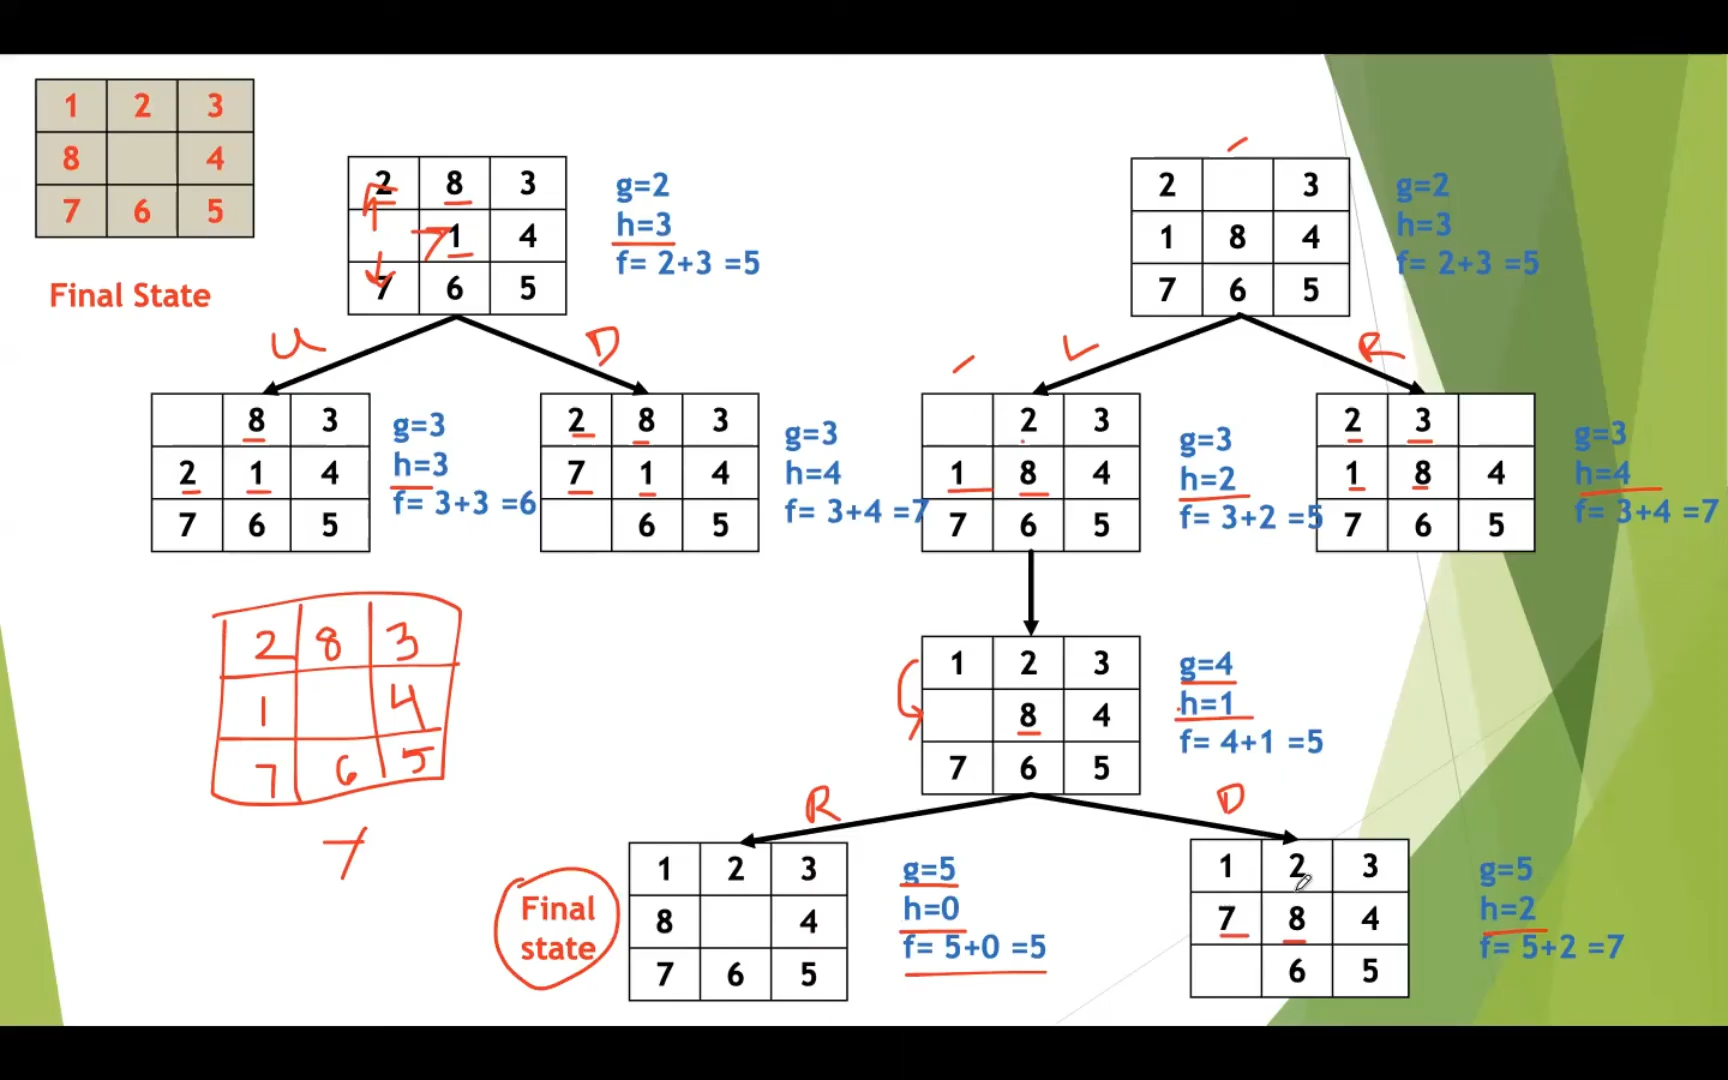 1 2 3
8 4
7 6 5
Final State
2 8 3
7 1 4
7 6 5
g=2
h=3
f= 2+3 =5
2 3
1 8 4
7 6 5
g=2
h=3
f= 2+3 =5
U
D
L
R
8 3
2 1 4
7 6 5
g=3
h=3
f= 3+3 =6
2 8 3
7 1 4
6 5
g=3
h=4
f= 3+4 =7
2 3
1 8 4
7 6 5
g=3
h=2
f= 3+2 =5
2 3
1 8 4
7 6 5
g=3
h=4
f= 3+4 =7
2 8 3
1 4
7 6 5
1 2 3
8 4
7 6 5
g=4
h=1
f= 4+1 =5
R
D
Final
state
1 2 3
8 4
7 6 5
g=5
h=0
f= 5+0 =5
1 2 3
7 8 4
6 5
g=5
h=2
f= 5+2 =7